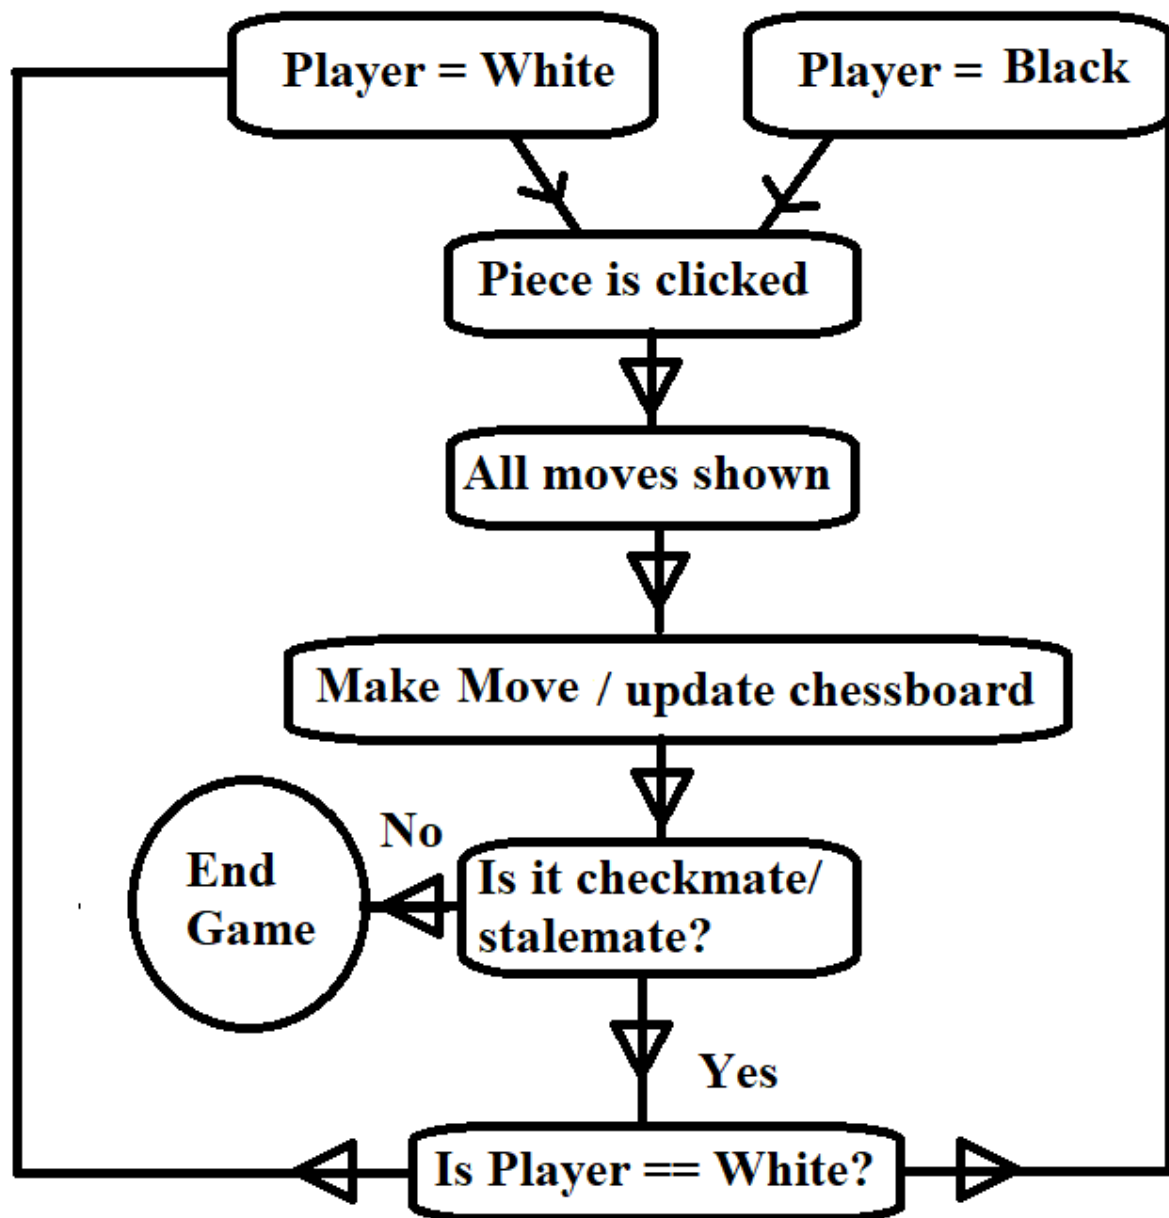 Player = White
Player = Black
Piece is clicked
All moves shown
Make Move / update chessboard
No
End
Game
Is it checkmate/
stalemate?
Yes
Is Player == White?